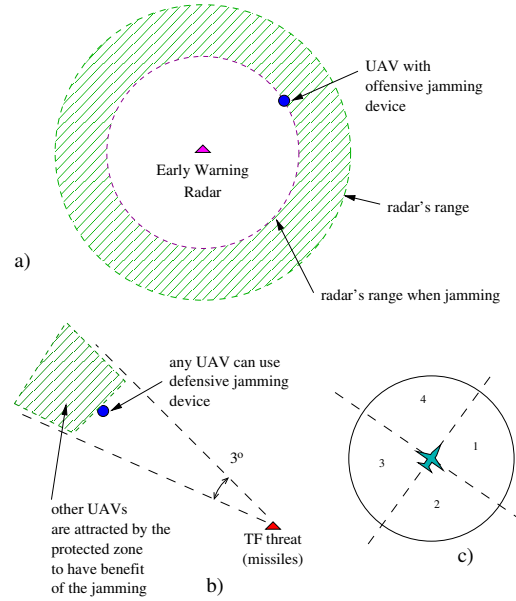 UAV with
offensive jamming
device
Early Warning
Radar
radar's range
a)
radar's range when jamming
any UAV can use
defensive jamming
device
4
1
3
2
3o
other UAVs
are attracted by the
protected zone
to have benefit
of the jamming
TF threat
(missiles)
b)
c)